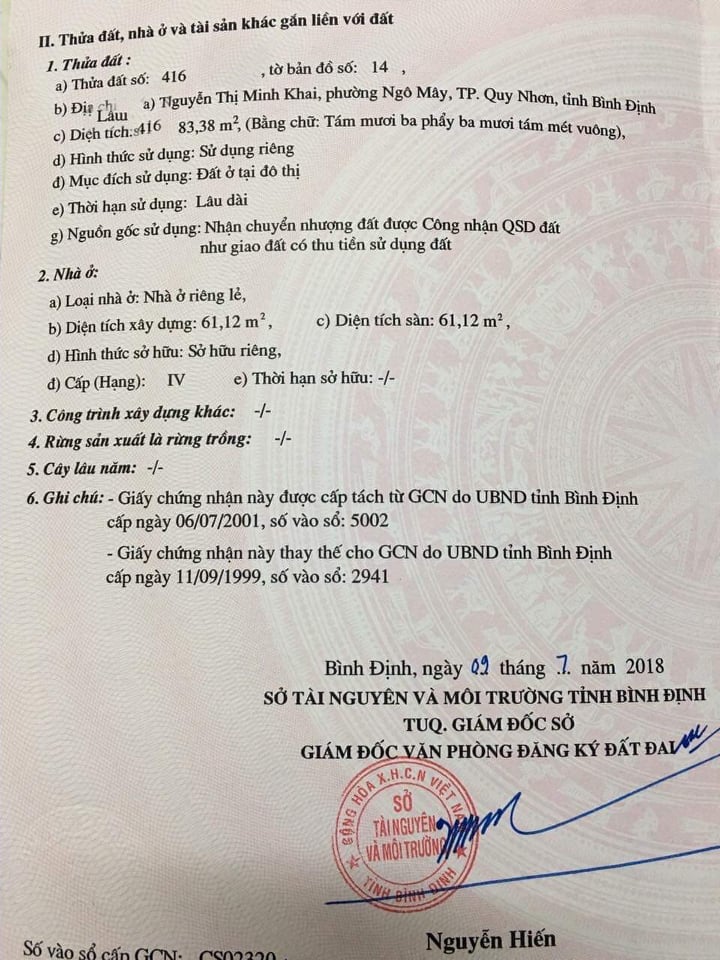 II. Thửa đất, nhà ở và tài sản khác gắn liền với đất
1. Thửa đất :
a) Thửa đất số: 416 , tờ bản đồ số: 14 ,
b) Địa chỉ a) Nguyễn Thị Minh Khai, phường Ngô Mây, TP. Quy Nhơn, tỉnh Bình Định
c) Diện tích: 416 83,38 m², (Bằng chữ: Tám mươi ba phẩy ba mươi tám mét vuông),
d) Hình thức sử dụng: Sử dụng riêng
đ) Mục đích sử dụng: Đất ở tại đô thị
e) Thời hạn sử dụng: Lâu dài
g) Nguồn gốc sử dụng: Nhận chuyển nhượng đất được Công nhận QSD đất
như giao đất có thu tiền sử dụng đất
2. Nhà ở:
a) Loại nhà ở: Nhà ở riêng lẻ,
b) Diện tích xây dựng: 61,12 m², c) Diện tích sàn: 61,12 m²,
d) Hình thức sở hữu: Sở hữu riêng,
đ) Cấp (Hạng): IV e) Thời hạn sở hữu: -/-
3. Công trình xây dựng khác: -/-
4. Rừng sản xuất là rừng trồng: -/-
5. Cây lâu năm: -/-
6. Ghi chú: - Giấy chứng nhận này được cấp tách từ GCN do UBND tỉnh Bình Định
cấp ngày 06/07/2001, số vào sổ: 5002
- Giấy chứng nhận này thay thế cho GCN do UBND tỉnh Bình Định
cấp ngày 11/09/1999, số vào sổ: 2941
Bình Định, ngày 09 tháng .7. năm 2018
SỞ TÀI NGUYÊN VÀ MÔI TRƯỜNG TỈNH BÌNH ĐỊNH
TUQ. GIÁM ĐỐC SỞ
GIÁM ĐỐC VĂN PHÒNG ĐĂNG KÝ ĐẤT ĐAI
CỘNG HÒA X.H.C.N VIỆT NAM
SỞ
TÀI NGUYÊN
VÀ MÔI TRƯỜNG
TỈNH BÌNH ĐỊNH
Nguyễn Hiến
Số vào sổ cấp GCN: CS02320